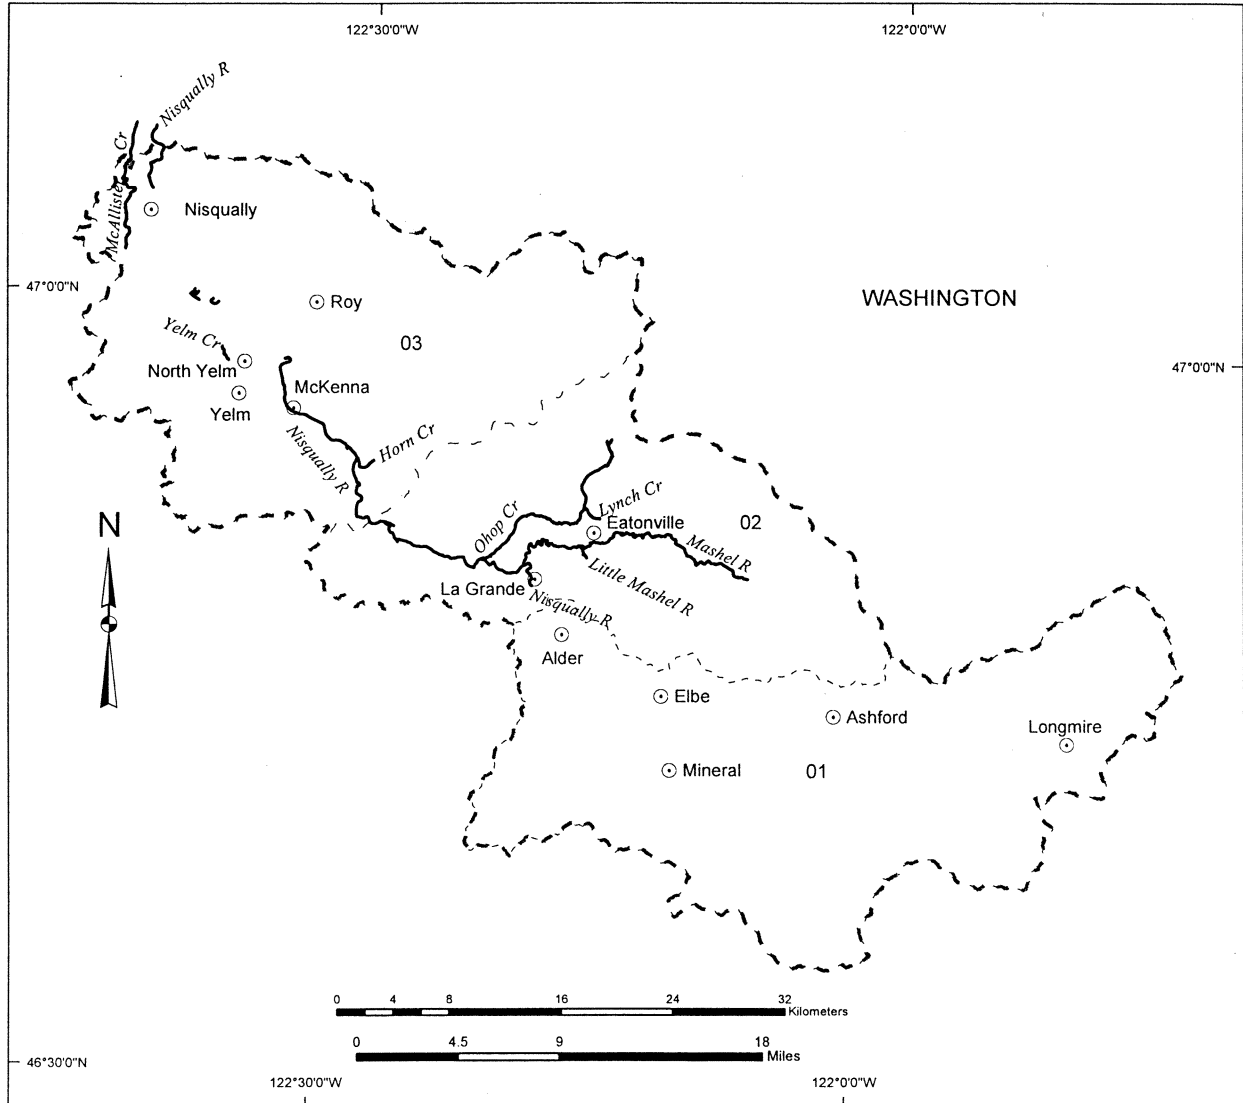 122°30'0"W
122°0'0"W
Nisqually R
McAllister Cr
Nisqually
47°0'0"N
Roy
WASHINGTON
Yelm Cr
03
North Yelm
47°0'0"N
McKenna
Yelm
Nisqually R
Horn Cr
N
Ohop Cr
Lynch Cr
Eatonville
02
Mashel R
La Grande
Little Mashel R
Nisqually R
Alder
Elbe
Ashford
Longmire
Mineral
01
0 4 8 16 24 32
Kilometers
0 4.5 9 18
Miles
46°30'0"N
122°30'0"W
122°0'0"W